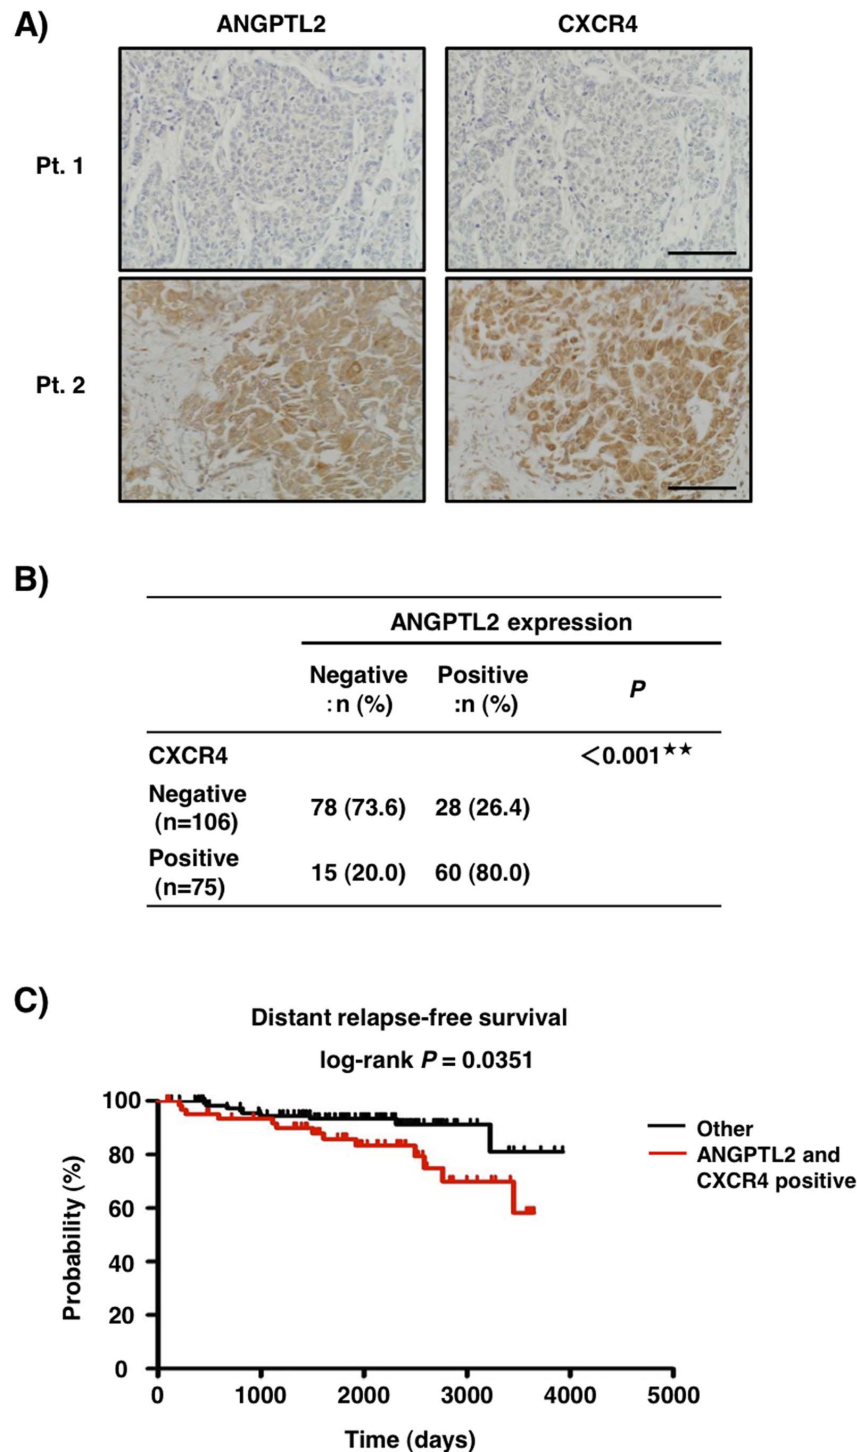 A)
ANGPTL2 CXCR4
Pt. 1
Pt. 2
B)
ANGPTL2 expression
Negative Positive P
:n (%) :n (%)
CXCR4 <0.001★★
Negative
(n=106)
78 (73.6) 28 (26.4)
Positive
(n=75)
15 (20.0) 60 (80.0)
C)
Distant relapse-free survival
log-rank P = 0.0351
Probability (%)
100
80
60
40
20
0
0 1000 2000 3000 4000 5000
Time (days)
Other
ANGPTL2 and
CXCR4 positive